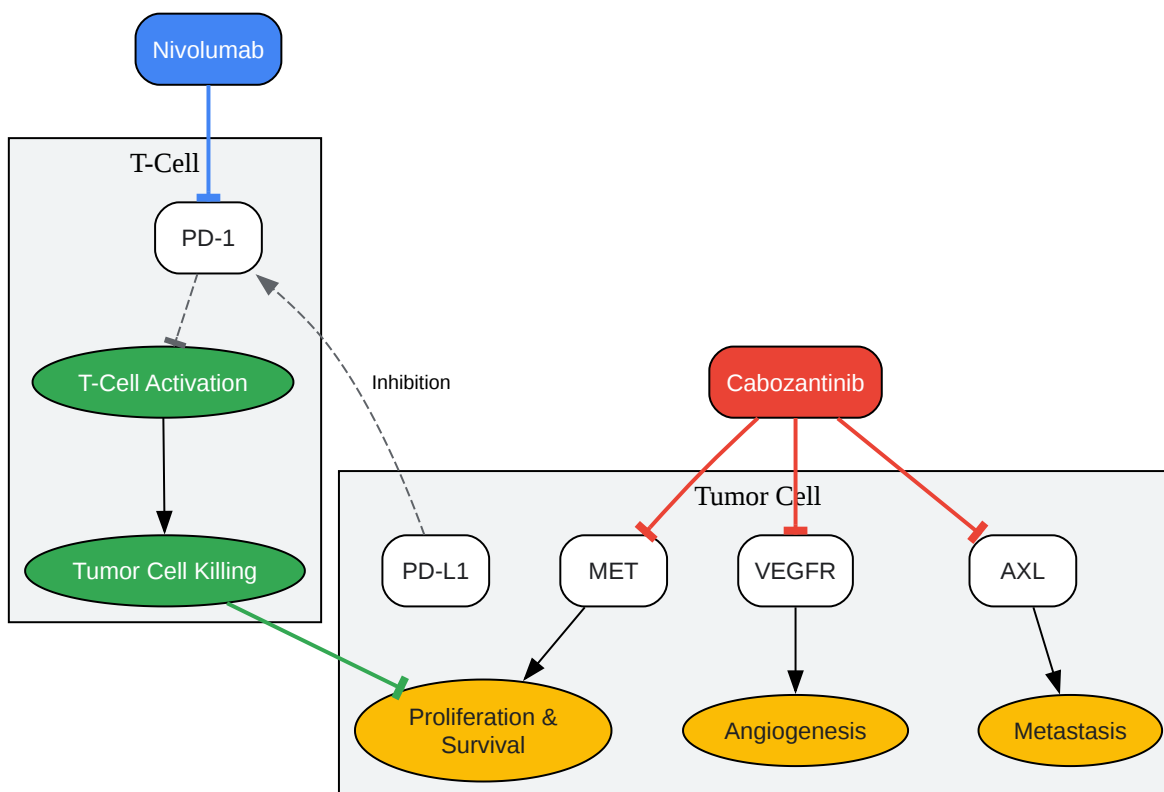 Nivolumab
T-Cell
PD-1
T-Cell Activation
Inhibition
Cabozantinib
Tumor Cell
Tumor Cell Killing
PD-L1
MET
VEGFR
AXL
Proliferation &
Survival
Angiogenesis
Metastasis